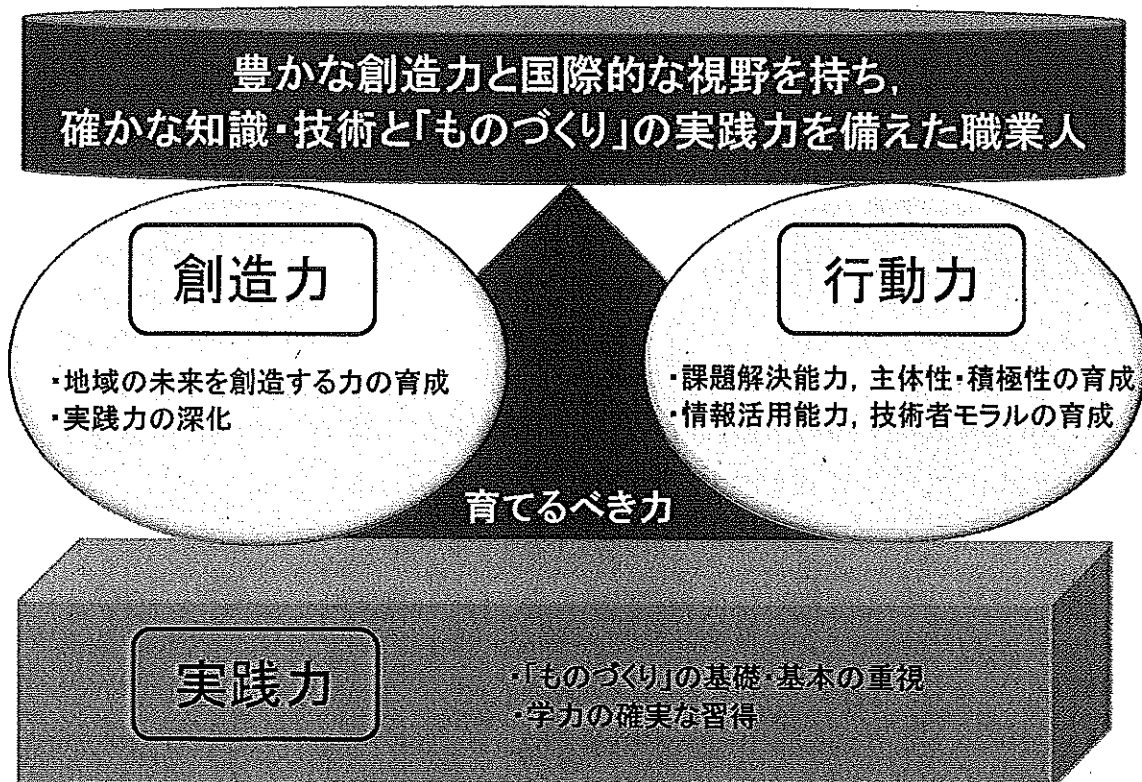 豊かな創造力と国際的な視野を持ち,
確かな知識・技術と「ものづくり」の実践力を備えた職業人
創造力
・地域の未来を創造する力の育成
・実践力の深化
行動力
・課題解決能力, 主体性・積極性の育成
・情報活用能力, 技術者モラルの育成
育てるべき力
実践力
・「ものづくり」の基礎・基本の重視
・学力の確実な習得